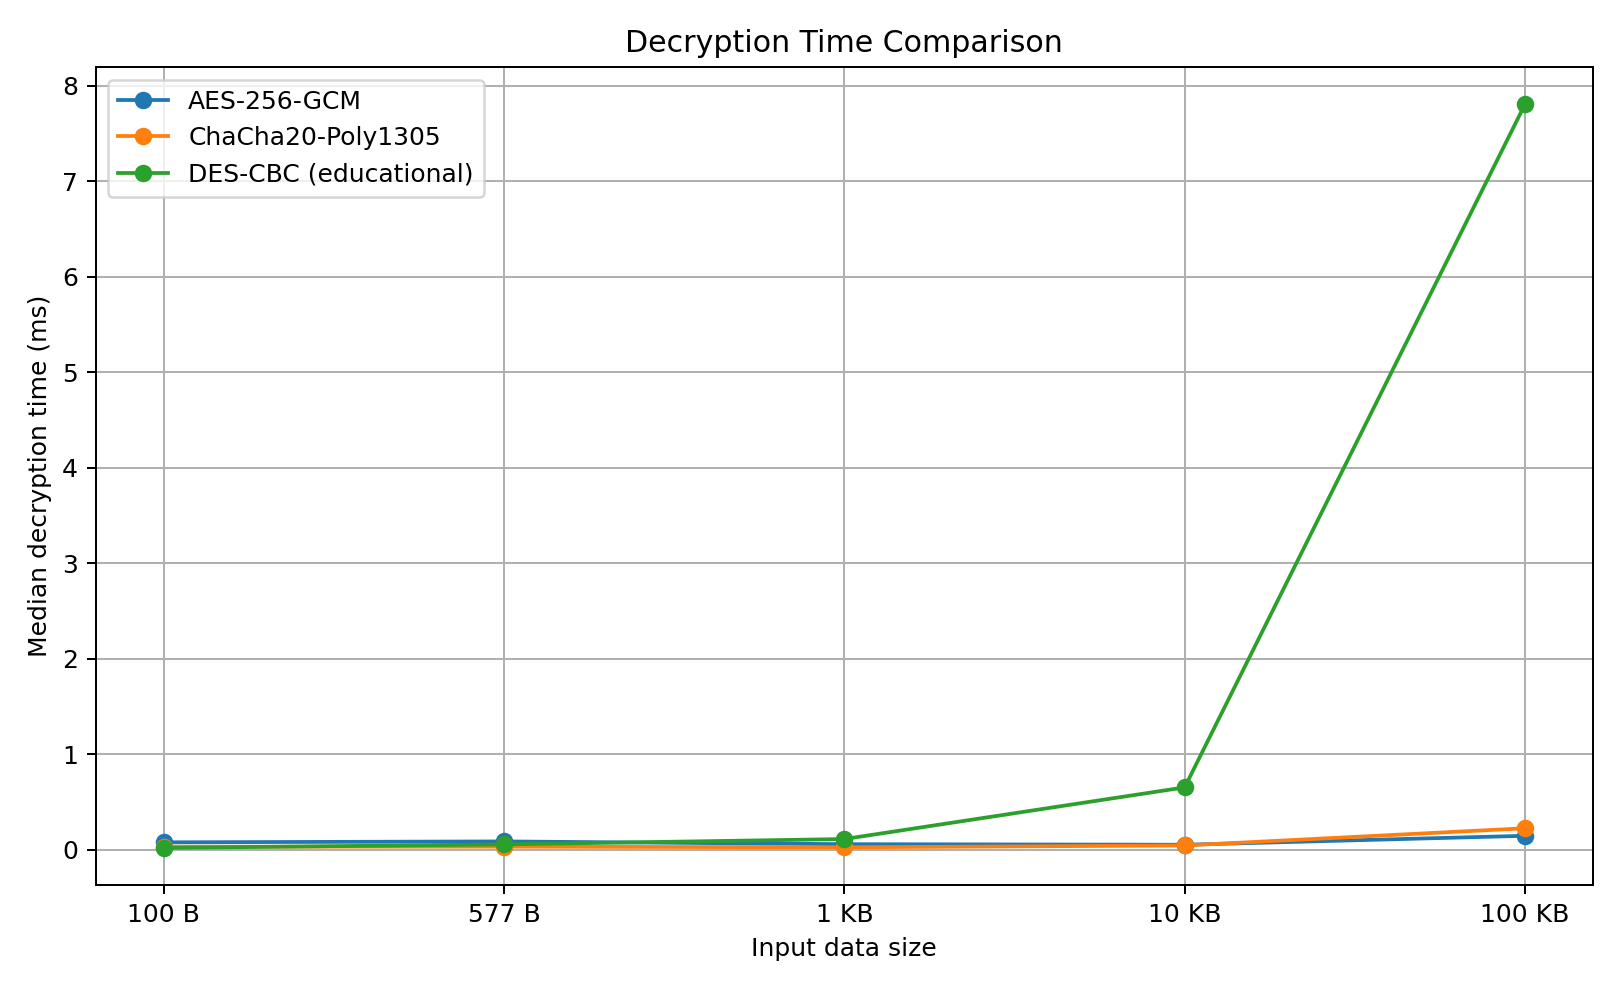 Decryption Time Comparison
AES-256-GCM
ChaCha20-Poly1305
DES-CBC (educational)
8
7
6
5
4
3
2
1
0
Median decryption time (ms)
100 B
577 B
1 KB
10 KB
100 KB
Input data size